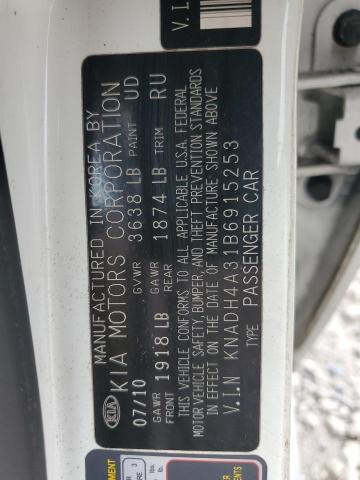 MANUFACTURED IN KOREA BY
KIA KIA MOTORS CORPORATION
07/10 GVWR 3638 LB PAINT UD
GAWR FRONT 1918 LB GAWR REAR 1874 LB TRIM RU
THIS VEHICLE CONFORMS TO ALL APPLICABLE U.S.A. FEDERAL
MOTOR VEHICLE SAFETY, BUMPER, AND THEFT PREVENTION STANDARDS
IN EFFECT ON THE DATE OF MANUFACTURE SHOWN ABOVE
V.I.N KNADH4A31B6915253
TYPE PASSENGER CAR
V.I.N
3